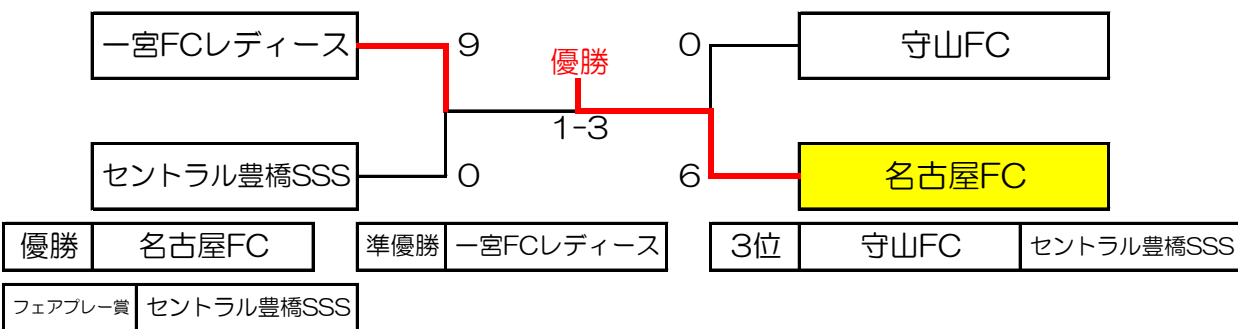 一宮FCレディース 9 優勝 0 守山FC
1-3
セントラル豊橋SSS 0 6 名古屋FC
優勝 名古屋FC 準優勝 一宮FCレディース 3位 守山FC セントラル豊橋SSS
フェアプレー賞 セントラル豊橋SSS